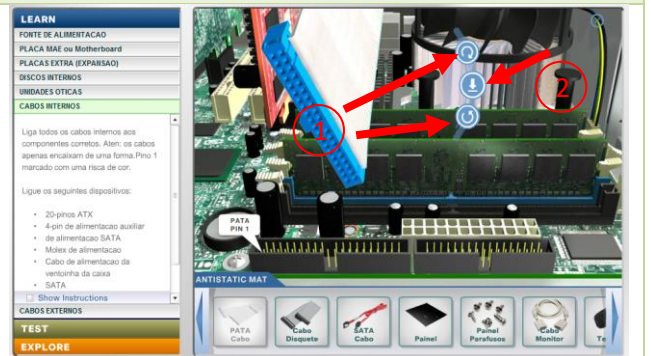 LEARN
FONTE DE ALIMENTACAO
PLACA MAE ou Motherboard
PLACAS EXTRA (EXPANSAO)
DISCOS INTERNOS
UNIDADES OTICAS
CABOS INTERNOS
Liga todos os cabos internos aos
componentes corretos. Aten: os cabos
apenas encaixam de uma forma.Pino 1
marcado com uma risca de cor.
Ligue os seguintes dispositivos:
• 20-pinos ATX
• 4-pin de alimentacao auxiliar
• de alimentacao SATA
• Molex de alimentacao
• Cabo de alimentacao da
ventoinha da caixa
• SATA
Show Instructions
CABOS EXTERNOS
TEST
EXPLORE
1
2
PATA
PIN 1
ANTISTATIC MAT
PATA
Cabo
Cabo
Disquete
SATA
Cabo
Painel
Painel
Parafusos
Cabo
Monitor
Te